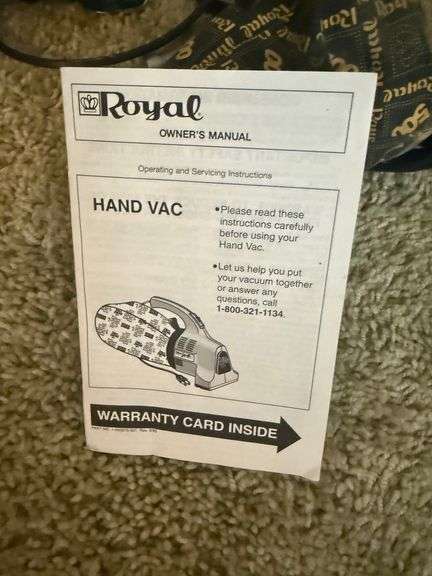 Royal
OWNER'S MANUAL
Operating and Servicing Instructions
HAND VAC
•Please read these
instructions carefully
before using your
Hand Vac.
•Let us help you put
your vacuum together
or answer any
questions, call
1-800-321-1134.
WARRANTY CARD INSIDE
Royal
Royal